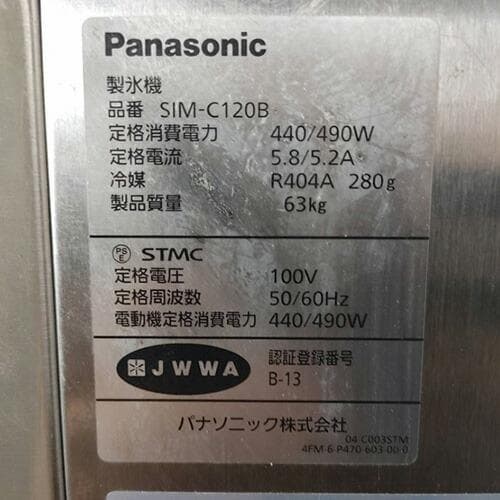 Panasonic
製氷機
品番 SIM-C120B
定格消費電力 440/490W
定格電流 5.8/5.2A
冷媒 R404A 280g
製品質量 63kg
PS E STMC
定格電圧 100V
定格周波数 50/60Hz
電動機定格消費電力 440/490W
JWWA 認証登録番号
B-13
パナソニック株式会社
04-C003STM
4FM-6-P470-603-00-0